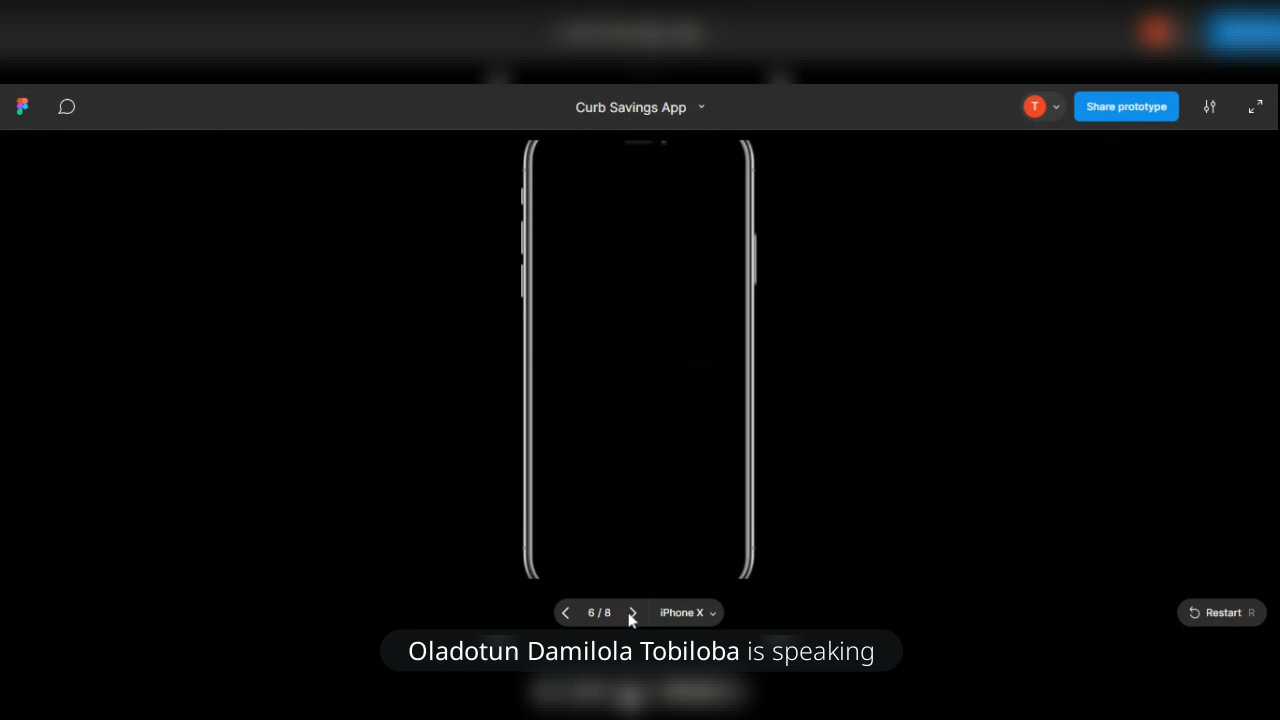 Curb Savings App
T
Share prototype
6 / 8
iPhone X
Restart R
Oladotun Damilola Tobiloba is speaking